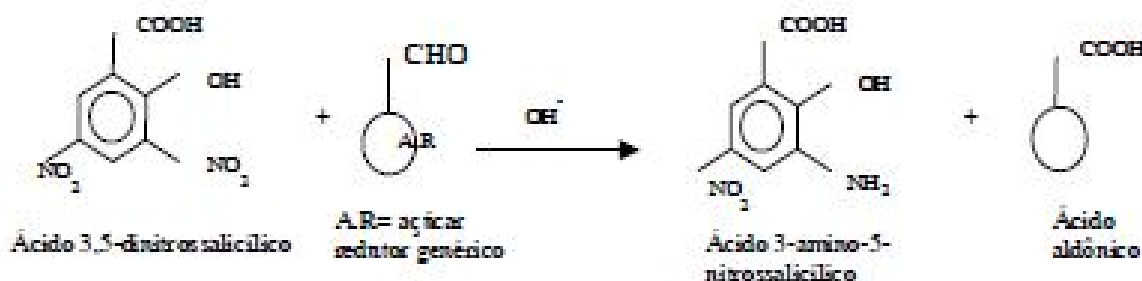 COOH
OH
NO2
NO2
+
CHO
A.R
OH-
COOH
OH
NO2
NH2
+
COOH
Ácido 3,5-dinitrossalicílico
A.R= açúcar
redutor genérico
Ácido 3-amino-5-
nitrossalicílico
Ácido
aldônico